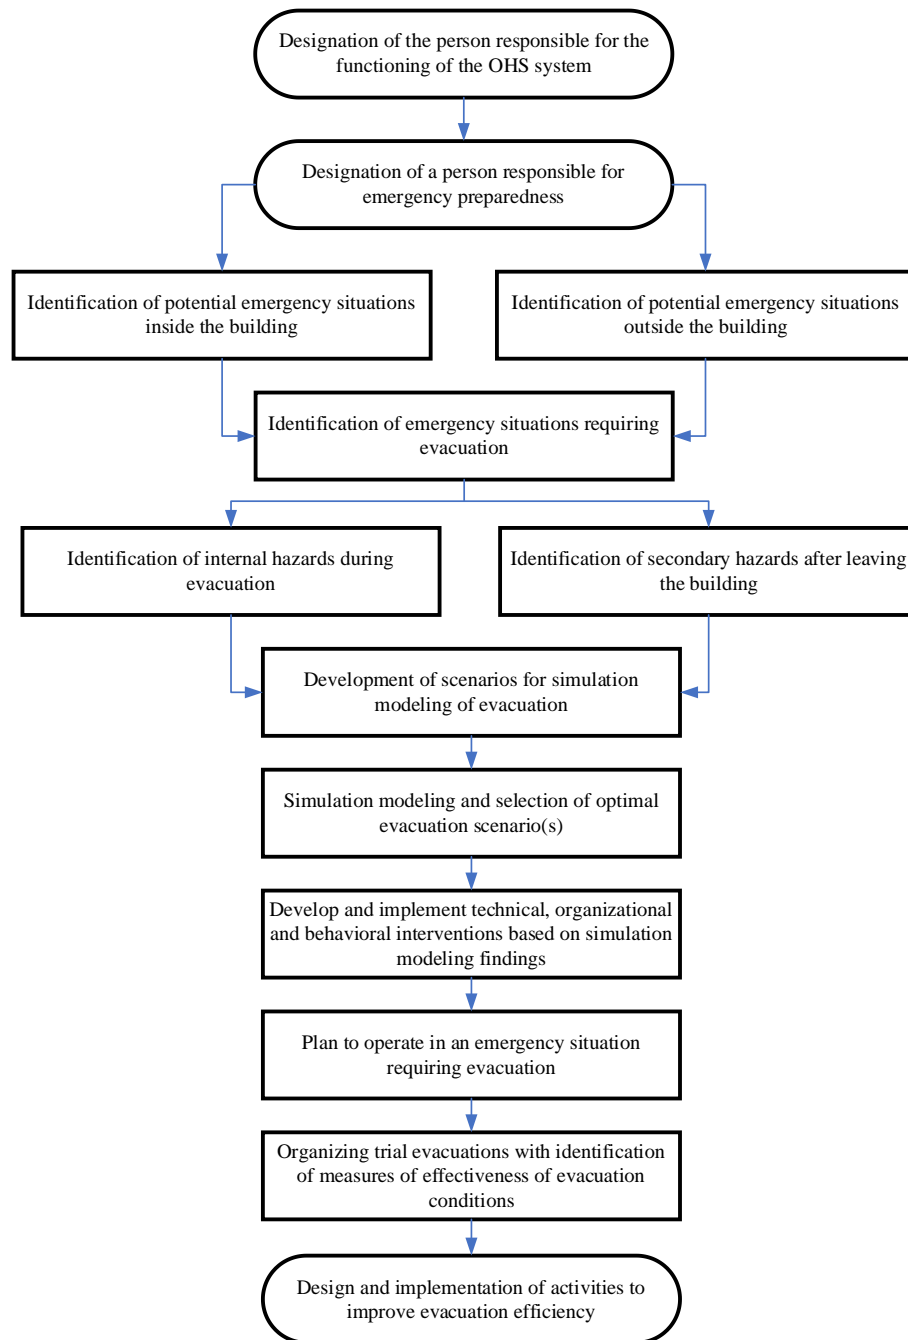 Designation of the person responsible for the
functioning of the OHS system
Designation of a person responsible for
emergency preparedness
Identification of potential emergency situations
inside the building
Identification of potential emergency situations
outside the building
Identification of emergency situations requiring
evacuation
Identification of internal hazards during
evacuation
Identification of secondary hazards after leaving
the building
Development of scenarios for simulation
modeling of evacuation
Simulation modeling and selection of optimal
evacuation scenario(s)
Develop and implement technical, organizational
and behavioral interventions based on simulation
modeling findings
Plan to operate in an emergency situation
requiring evacuation
Organizing trial evacuations with identification
of measures of effectiveness of evacuation
conditions
Design and implementation of activities to
improve evacuation efficiency